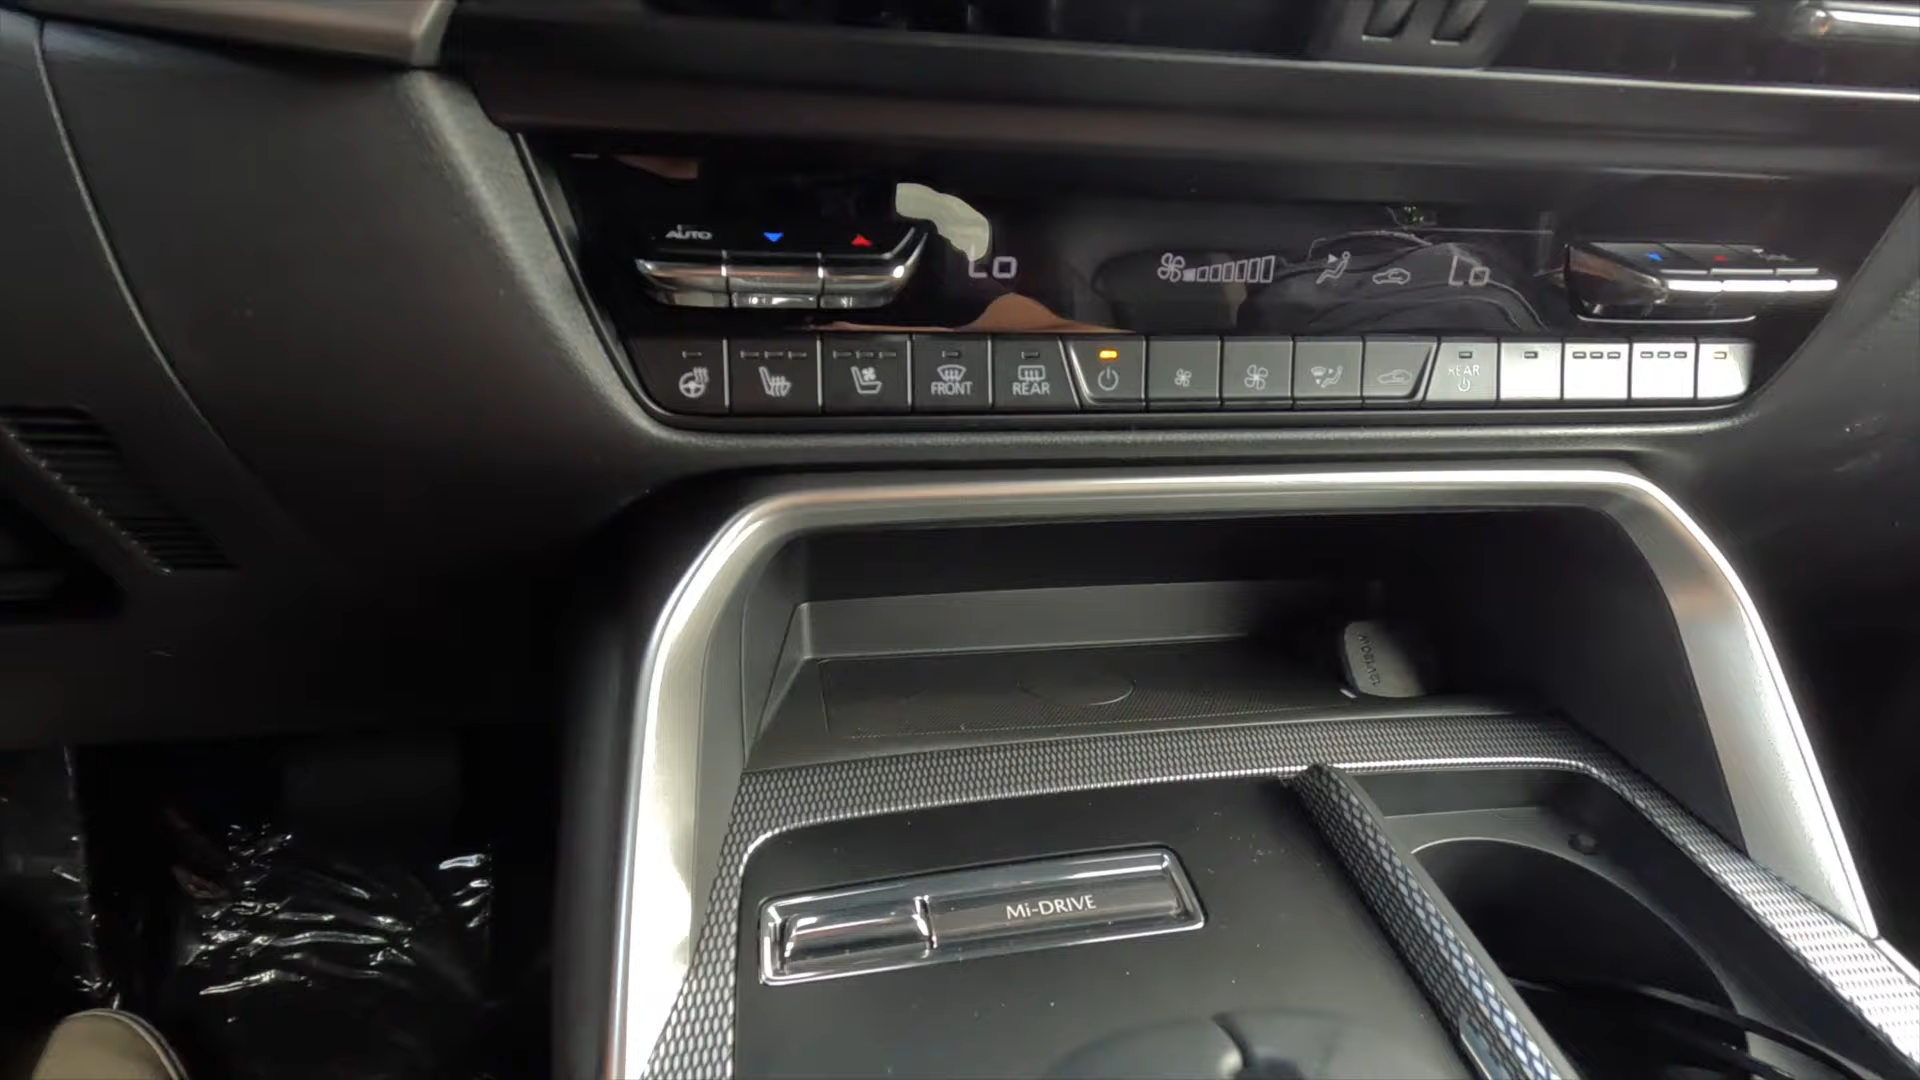 AUTO
Lo
Lo
FRONT
REAR
REAR
Mi-DRIVE